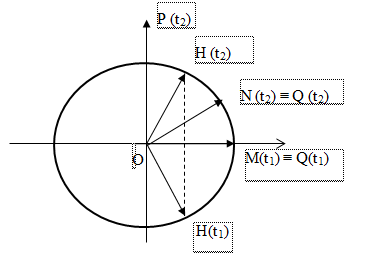 P (t₂)
H (t₂)
N (t₂) ≡ Q (t₂)
O
M(t₁) ≡ Q(t₁)
H(t₁)